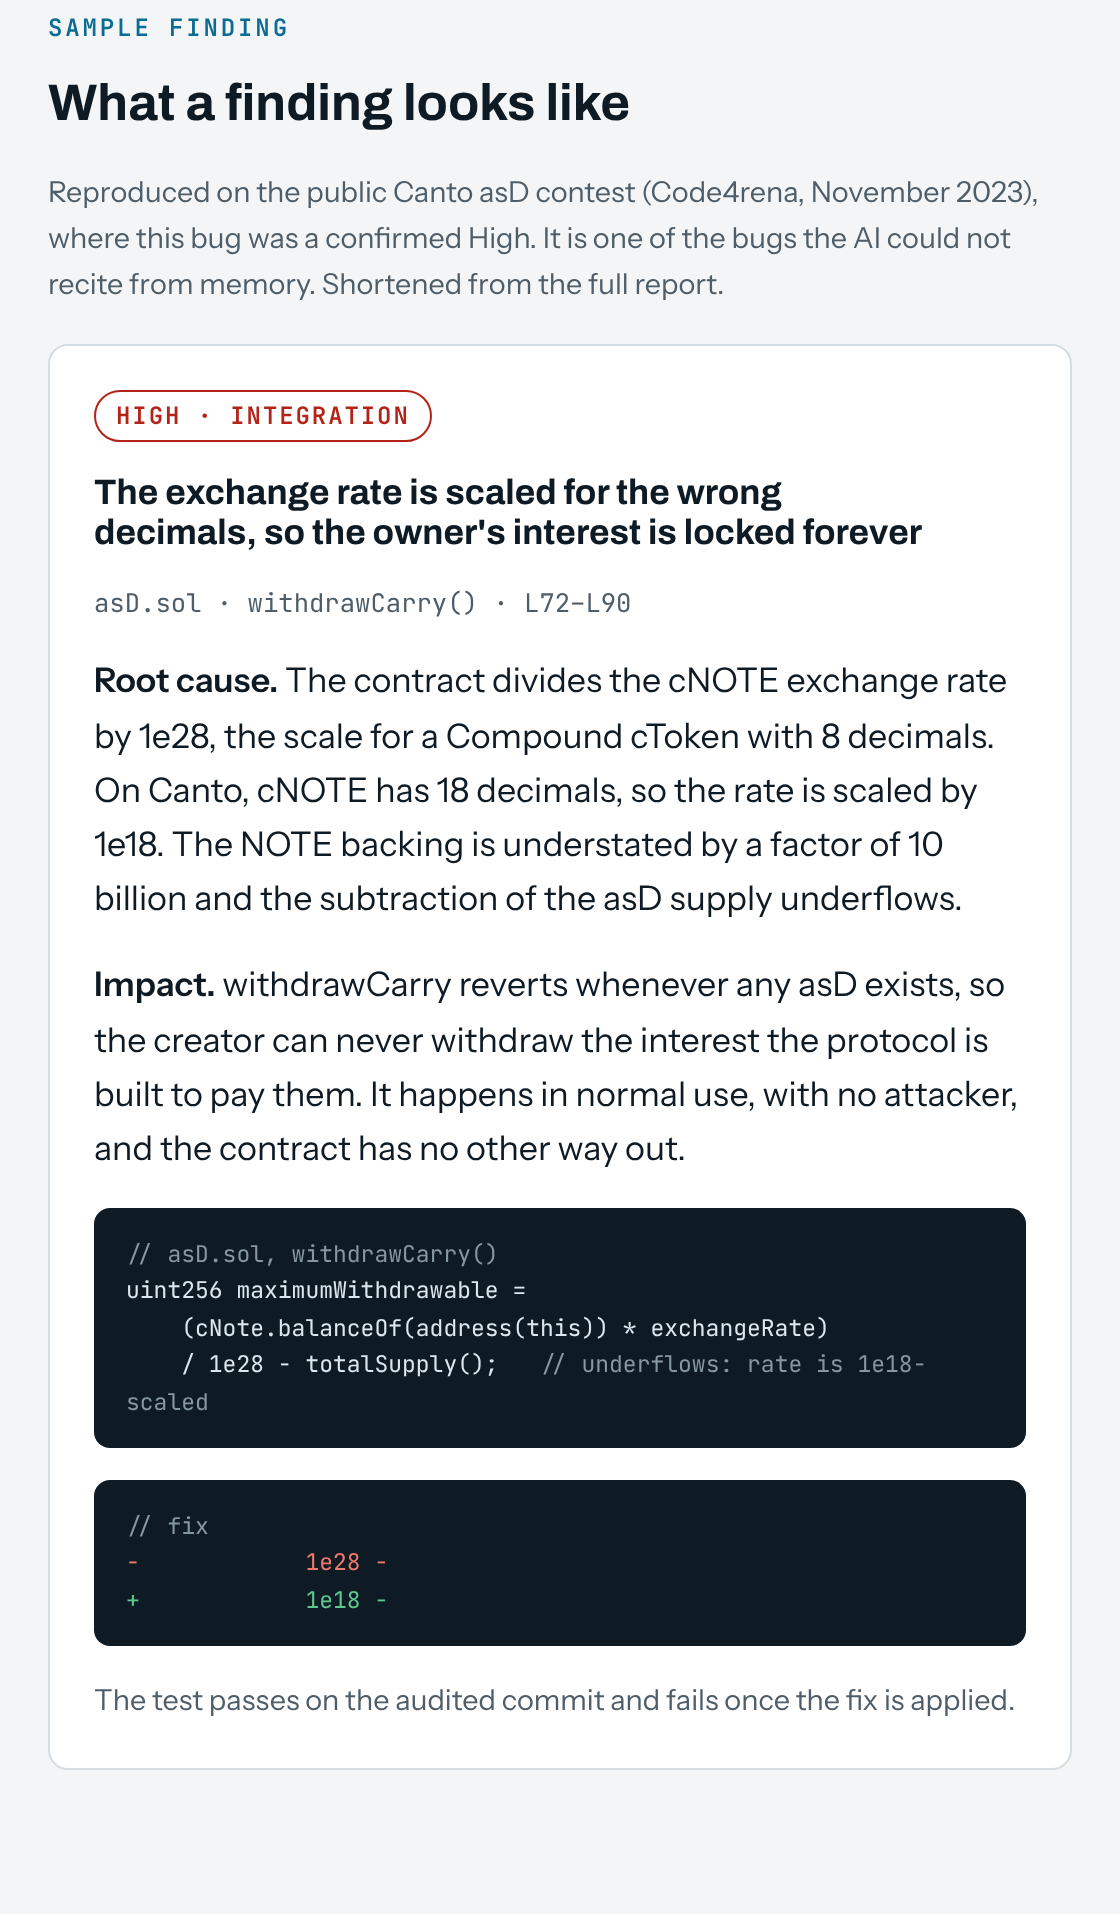 SAMPLE FINDING
What a finding looks like
Reproduced on the public Canto asD contest (Code4rena, November 2023),
where this bug was a confirmed High. It is one of the bugs the AI could not
recite from memory. Shortened from the full report.
HIGH · INTEGRATION
The exchange rate is scaled for the wrong
decimals, so the owner's interest is locked forever
asD.sol · withdrawCarry() · L72–L90
Root cause. The contract divides the cNOTE exchange rate
by 1e28, the scale for a Compound cToken with 8 decimals.
On Canto, cNOTE has 18 decimals, so the rate is scaled by
1e18. The NOTE backing is understated by a factor of 10
billion and the subtraction of the asD supply underflows.
Impact. withdrawCarry reverts whenever any asD exists, so
the creator can never withdraw the interest the protocol is
built to pay them. It happens in normal use, with no attacker,
and the contract has no other way out.
// asD.sol, withdrawCarry()
uint256 maximumWithdrawable =
    (cNote.balanceOf(address(this)) * exchangeRate)
    / 1e28 - totalSupply();   // underflows: rate is 1e18-
scaled
// fix
-            1e28 -
+            1e18 -
The test passes on the audited commit and fails once the fix is applied.